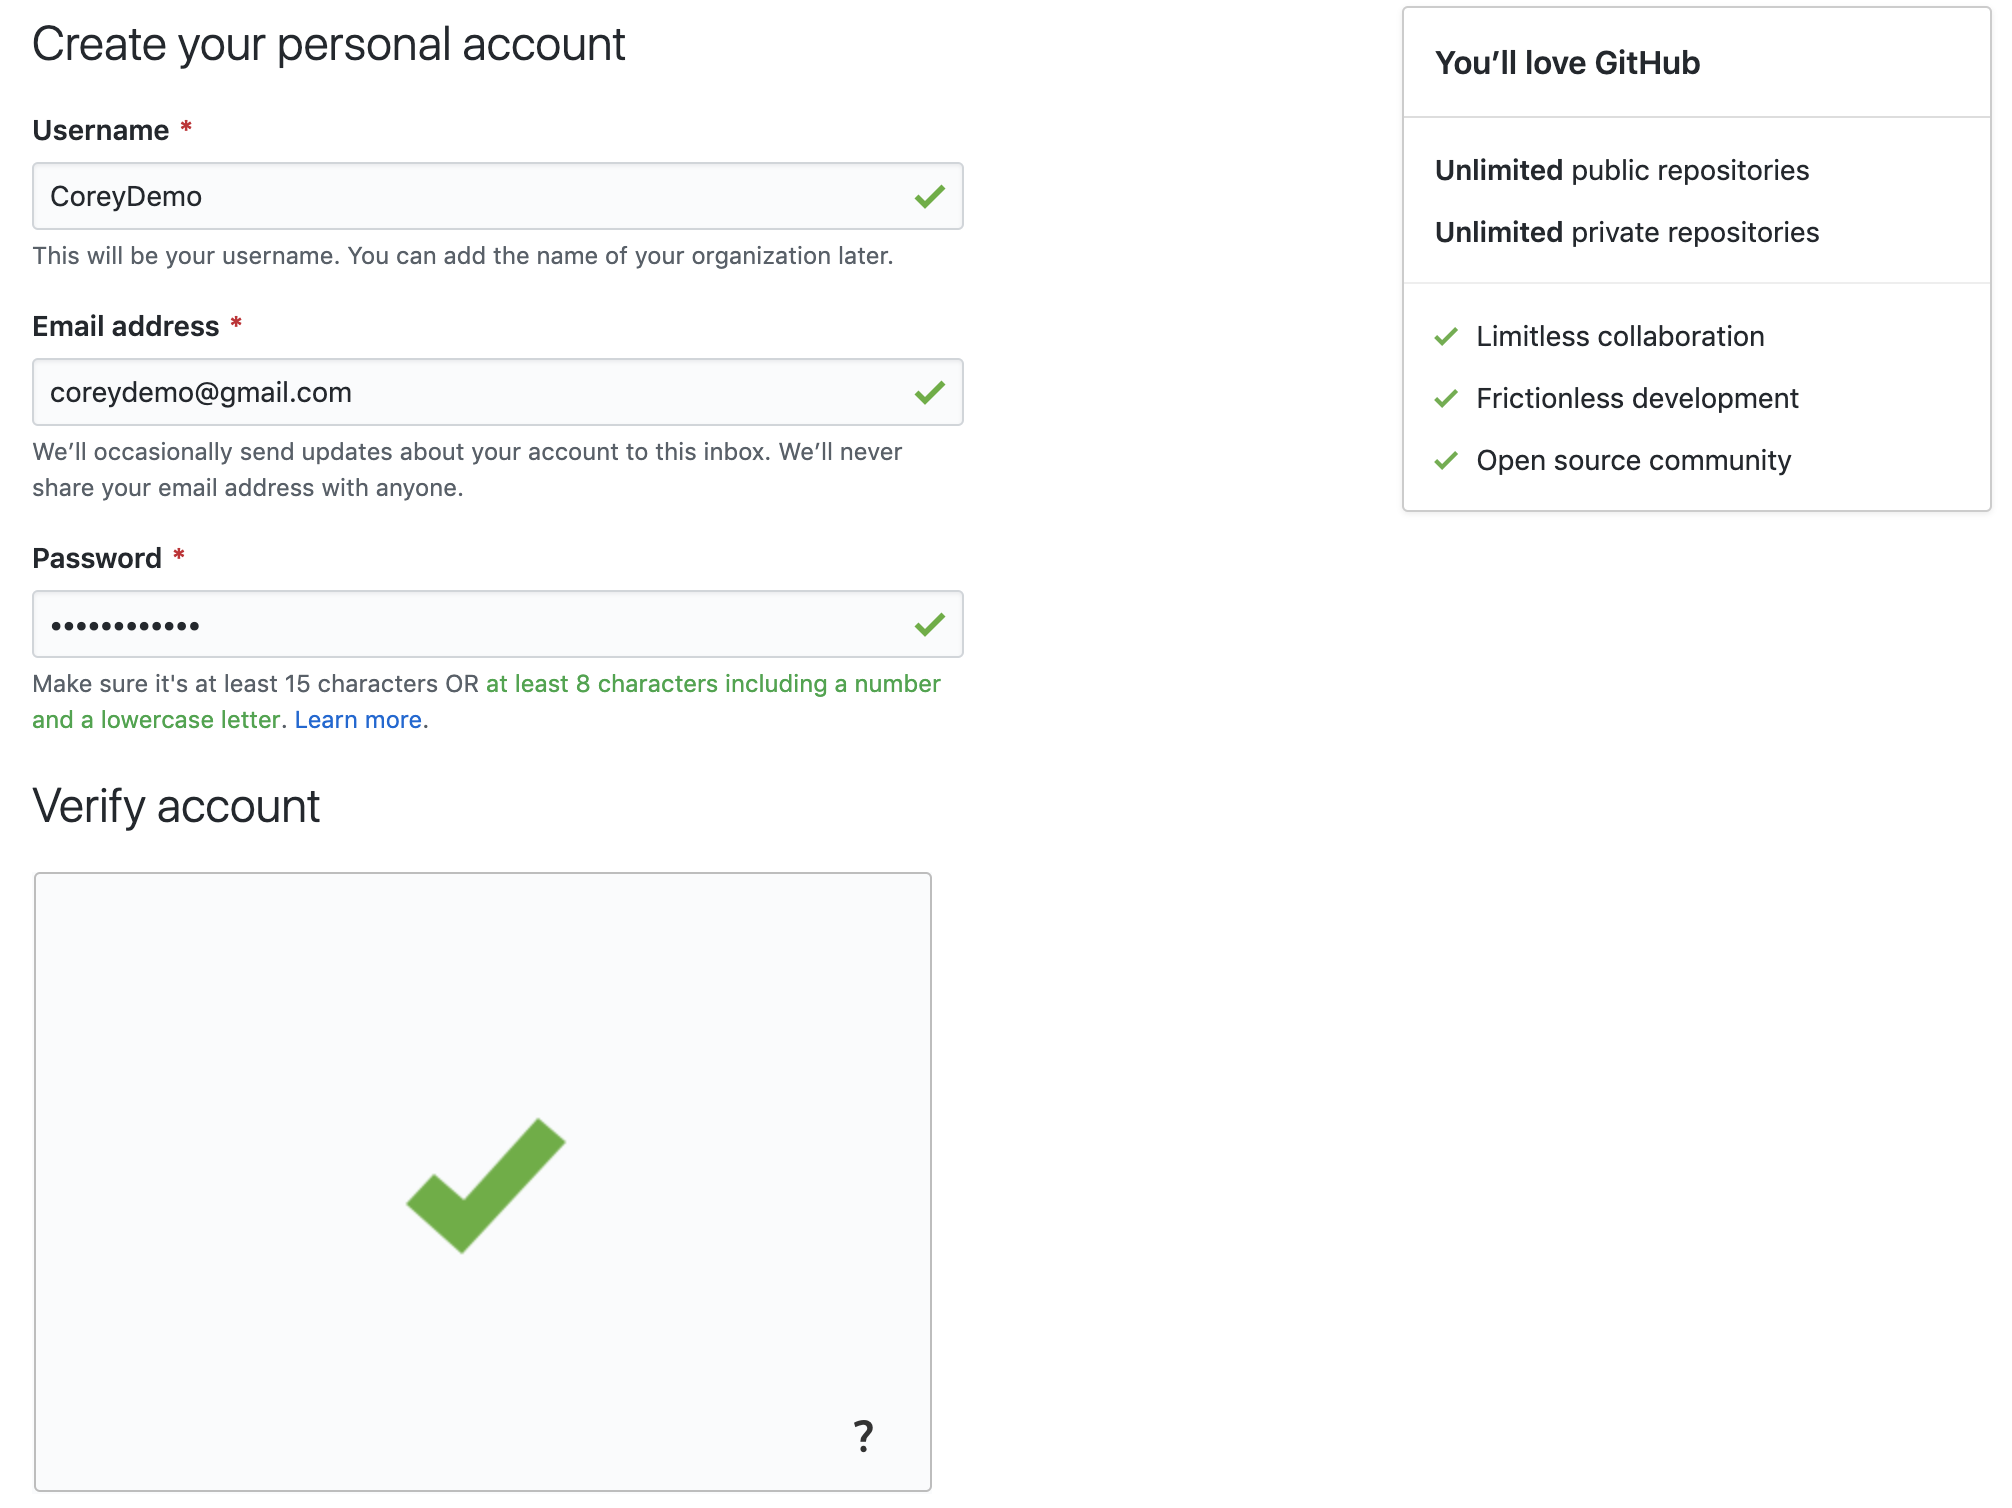 Create your personal account
Username *
CoreyDemo
This will be your username. You can add the name of your organization later.
Email address *
coreydemo@gmail.com
We’ll occasionally send updates about your account to this inbox. We’ll never
share your email address with anyone.
Password *
••••••••••••
Make sure it's at least 15 characters OR at least 8 characters including a number
and a lowercase letter. Learn more.
Verify account
?
You’ll love GitHub
Unlimited public repositories
Unlimited private repositories
Limitless collaboration
Frictionless development
Open source community